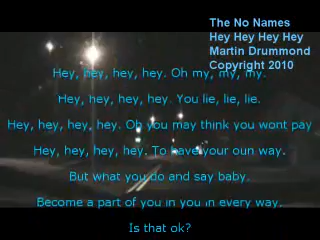 The No Names
Hey Hey Hey Hey
Martin Drummond
Copyright 2010
Hey, hey, hey, hey. Oh my, my, my.
Hey, hey, hey, hey. You lie, lie, lie.
Hey, hey, hey, hey. Oh you may think you wont pay
Hey, hey, hey, hey. To have your oun way.
But what you do and say baby.
Become a part of you in you in every way.
Is that ok?